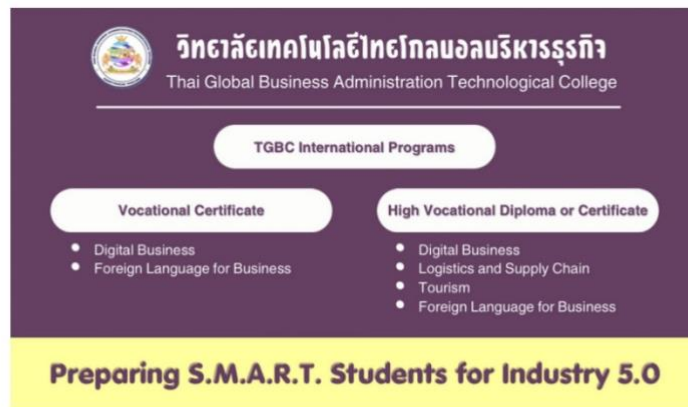 วิทยาลัยเทคโนโลยีไทยโกลบอลบริหารธุรกิจ
Thai Global Business Administration Technological College
TGBC International Programs
Vocational Certificate
• Digital Business
• Foreign Language for Business
High Vocational Diploma or Certificate
• Digital Business
• Logistics and Supply Chain
• Tourism
• Foreign Language for Business
Preparing S.M.A.R.T. Students for Industry 5.0